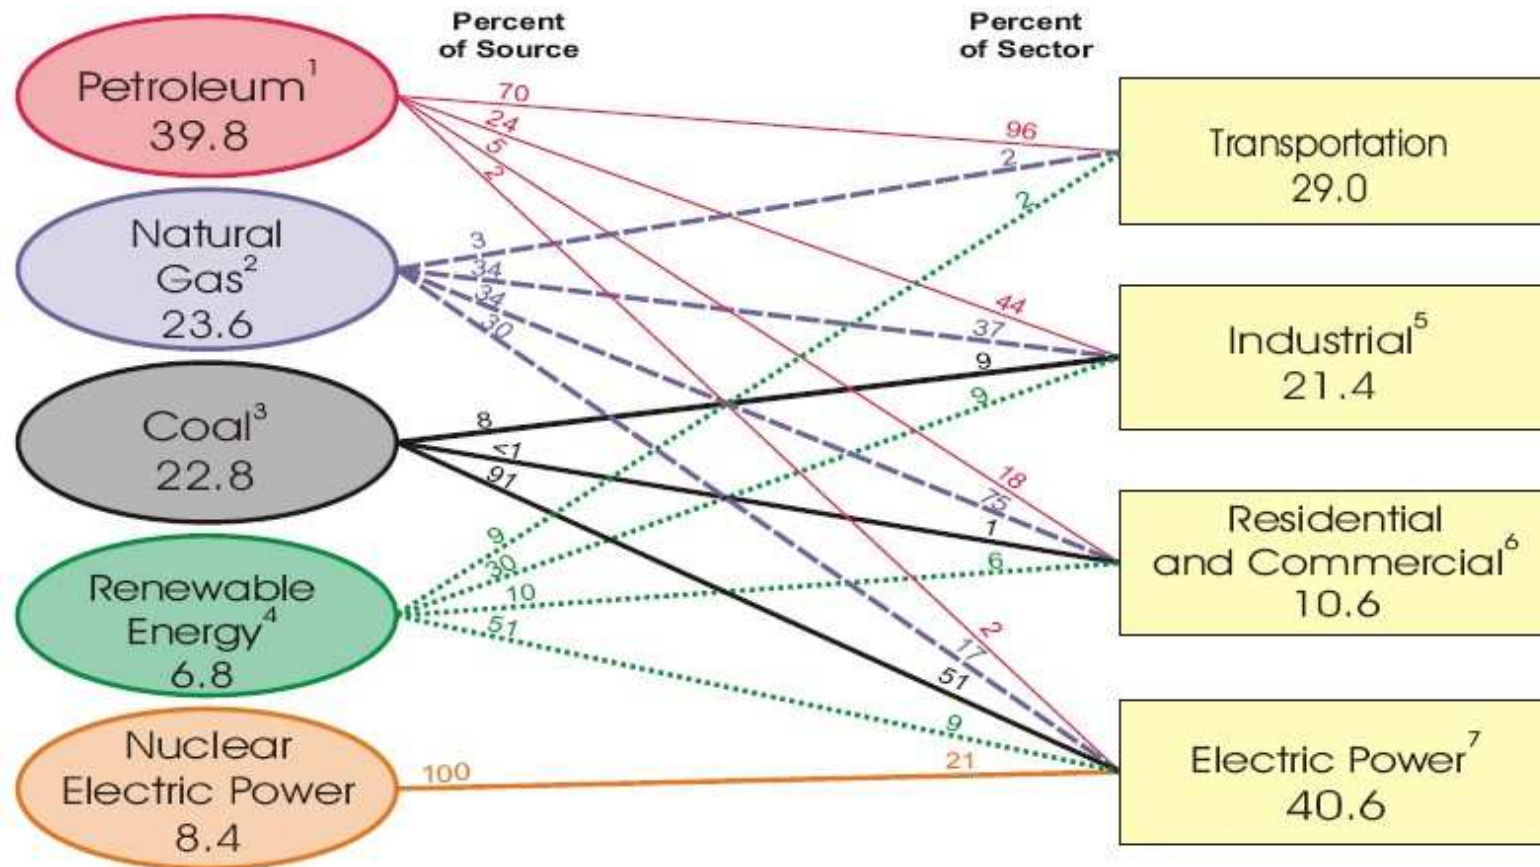 Percent
of Source
Percent
of Sector
Petroleum¹
39.8
Natural
Gas²
23.6
Coal³
22.8
Renewable
Energy⁴
6.8
Nuclear
Electric Power
8.4
70
24
5
2
3
34
34
30
8
<1
91
9
30
10
51
100
96
2
2
44
37
9
9
18
75
1
6
2
17
51
9
21
Transportation
29.0
Industrial⁵
21.4
Residential
and Commercial⁶
10.6
Electric Power⁷
40.6